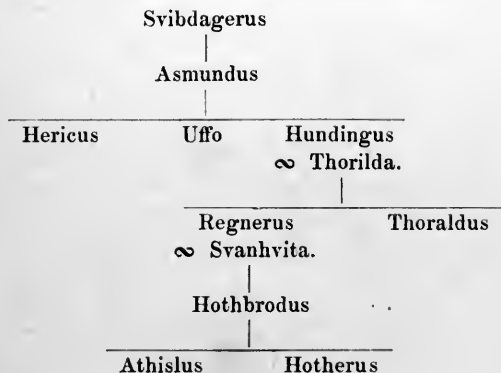 Svibdagerus
Asmundus
Hericus Uffo Hundingus
∾ Thorilda.
Regnerus Thoraldus
∾ Svanhvita.
Hothbrodus
Athislus Hotherus